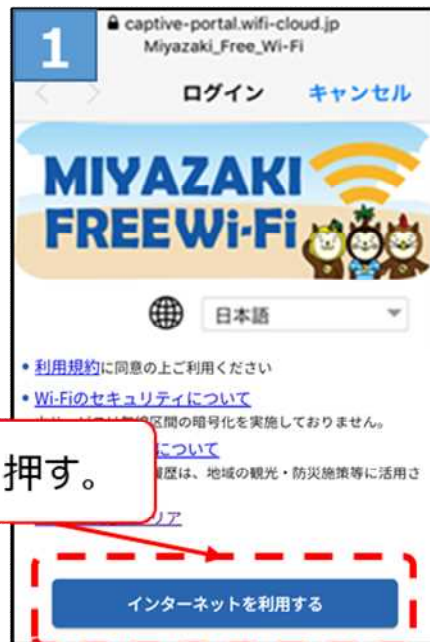 1
captive-portal.wifi-cloud.jp
Miyazaki_Free_Wi-Fi
ログイン キャンセル
MIYAZAKI
FREE Wi-Fi
日本語
• 利用規約に同意の上ご利用ください
• Wi-Fiのセキュリティについて
区間の暗号化を実施しておりません。
について
履歴は、地域の観光・防災施策等に活用さ
リア
押す。
インターネットを利用する